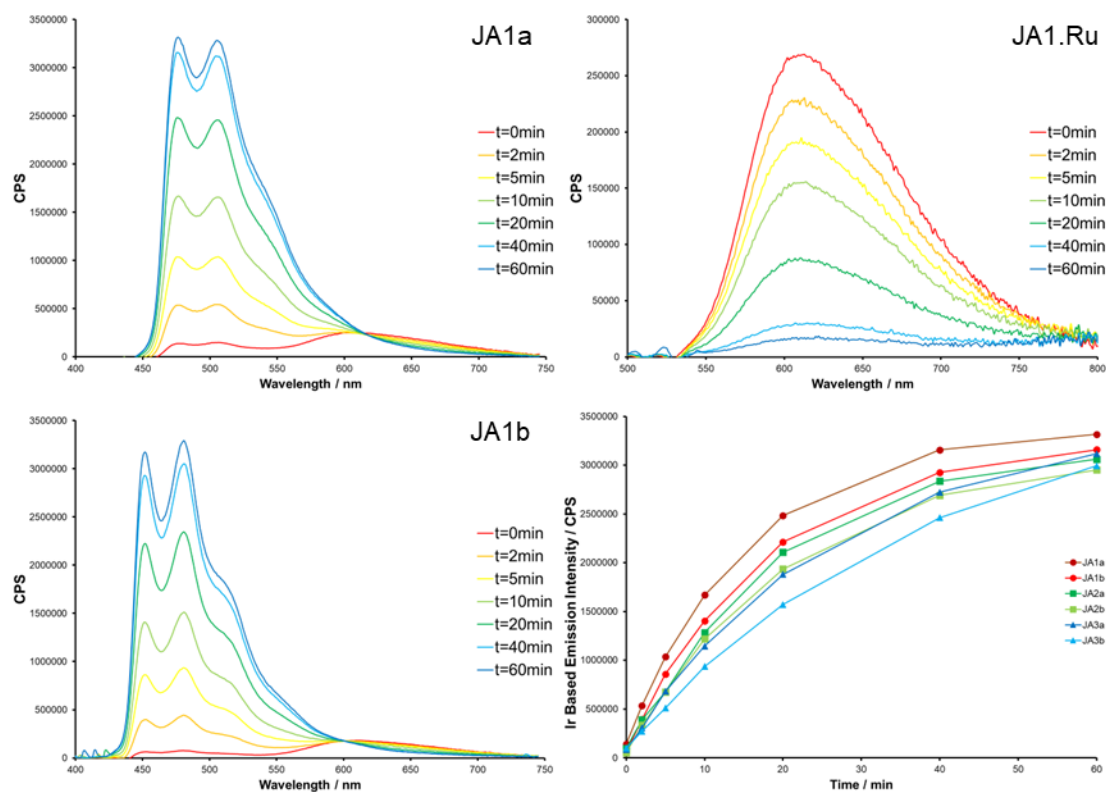 JA1a
3500000
3000000
2500000
2000000
1500000
1000000
500000
0
CPS
400 450 500 550 600 650 700 750
Wavelength / nm
t=0min
t=2min
t=5min
t=10min
t=20min
t=40min
t=60min
JA1.Ru
300000
250000
200000
150000
100000
50000
0
CPS
500 550 600 650 700 750 800
Wavelength / nm
t=0min
t=2min
t=5min
t=10min
t=20min
t=40min
t=60min
JA1b
3500000
3000000
2500000
2000000
1500000
1000000
500000
0
CPS
400 450 500 550 600 650 700 750
Wavelength / nm
t=0min
t=2min
t=5min
t=10min
t=20min
t=40min
t=60min
3500000
3000000
2500000
2000000
1500000
1000000
500000
0
Ir Based Emission Intensity / CPS
0 10 20 30 40 50 60
Time / min
JA1a
JA1b
JA2a
JA2b
JA3a
JA3b